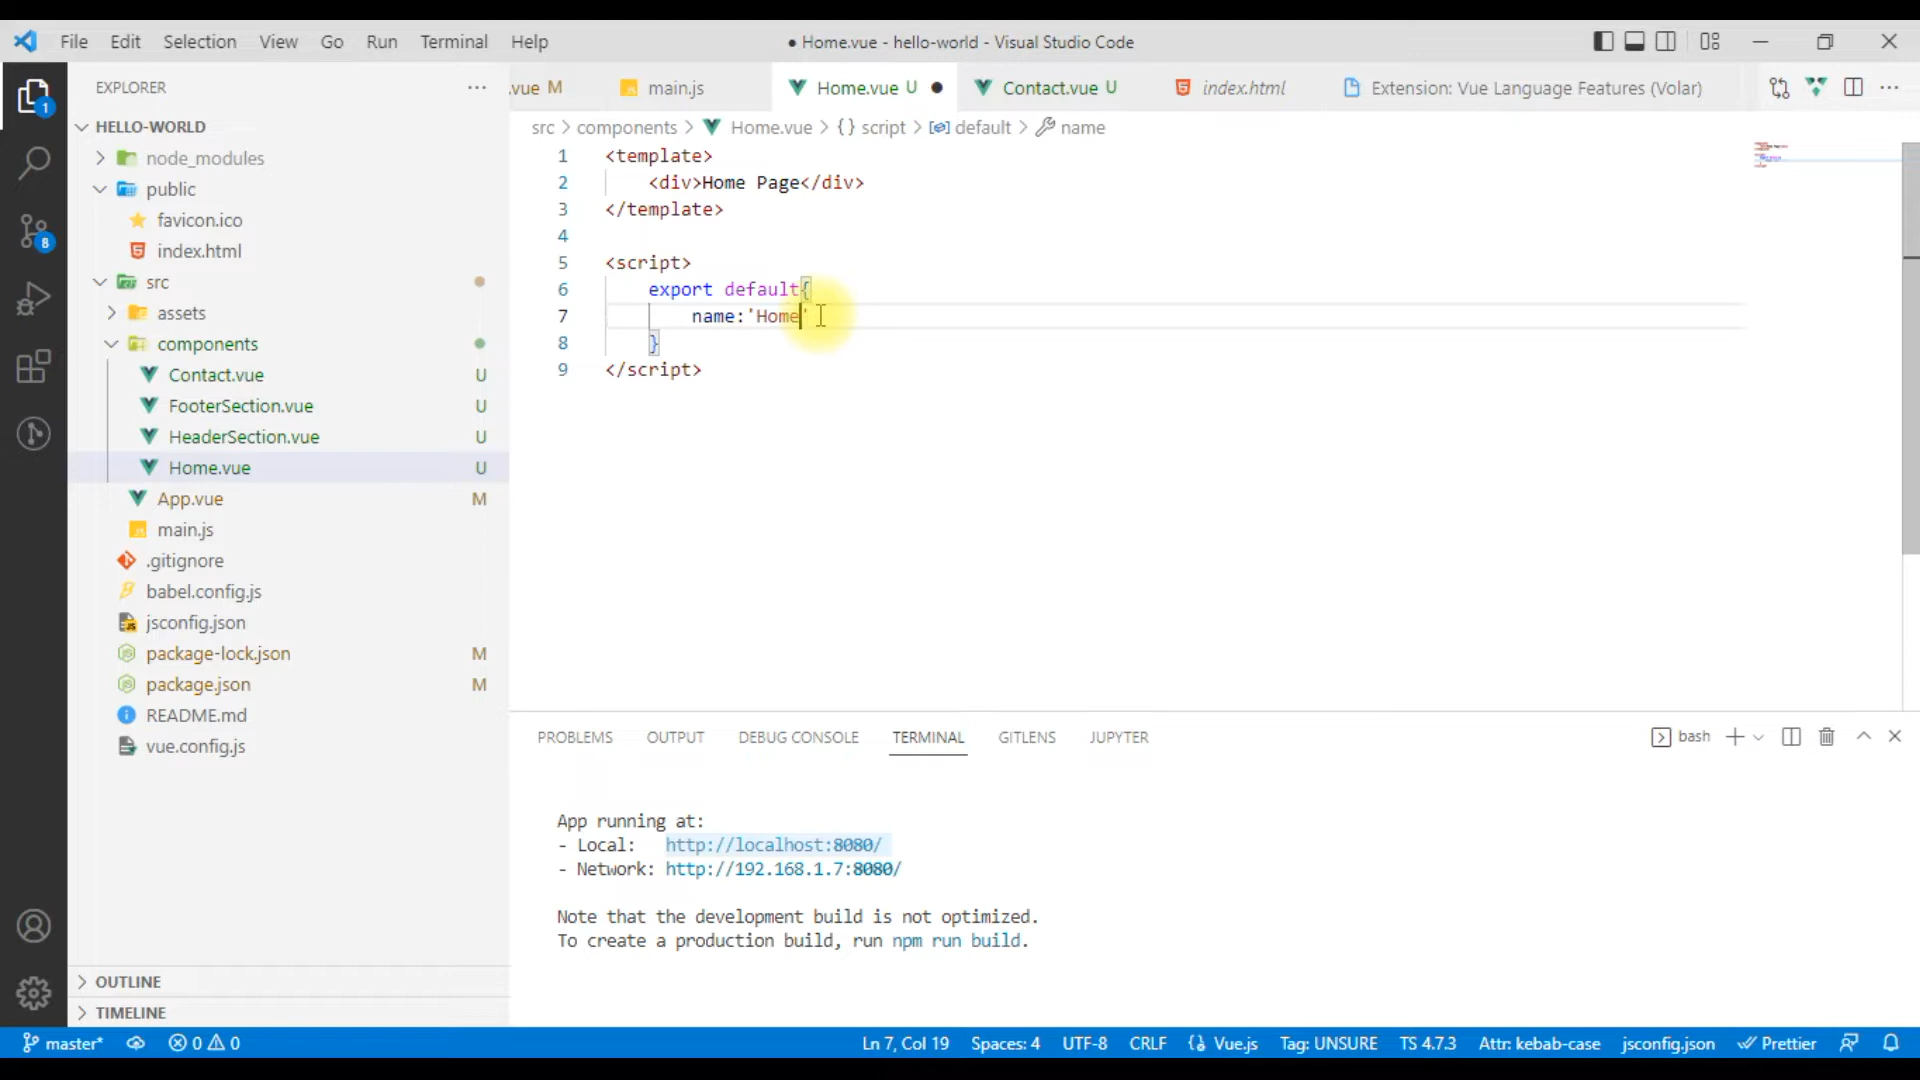 File Edit Selection View Go Run Terminal Help ● Home.vue - hello-world - Visual Studio Code
EXPLORER
.vue M main.js Home.vue U Contact.vue U index.html Extension: Vue Language Features (Volar)
src > components > Home.vue > {} script > default > name
1
HELLO-WORLD
node_modules
public
favicon.ico
index.html
src
assets
components
Contact.vue U
FooterSection.vue U
HeaderSection.vue U
Home.vue U
App.vue M
main.js
.gitignore
babel.config.js
jsconfig.json
package-lock.json M
package.json M
README.md
vue.config.js
OUTLINE
TIMELINE
8
1 <template>
2 <div>Home Page</div>
3 </template>
4
5 <script>
6 export default{
7 name:'Home'
8 }
9 </script>
PROBLEMS OUTPUT DEBUG CONSOLE TERMINAL GITLENS JUPYTER bash
App running at:
- Local: http://localhost:8080/
- Network: http://192.168.1.7:8080/
Note that the development build is not optimized.
To create a production build, run npm run build.
master* 0 0 Ln 7, Col 19 Spaces: 4 UTF-8 CRLF Vue.js Tag: UNSURE TS 4.7.3 Attr: kebab-case jsconfig.json Prettier